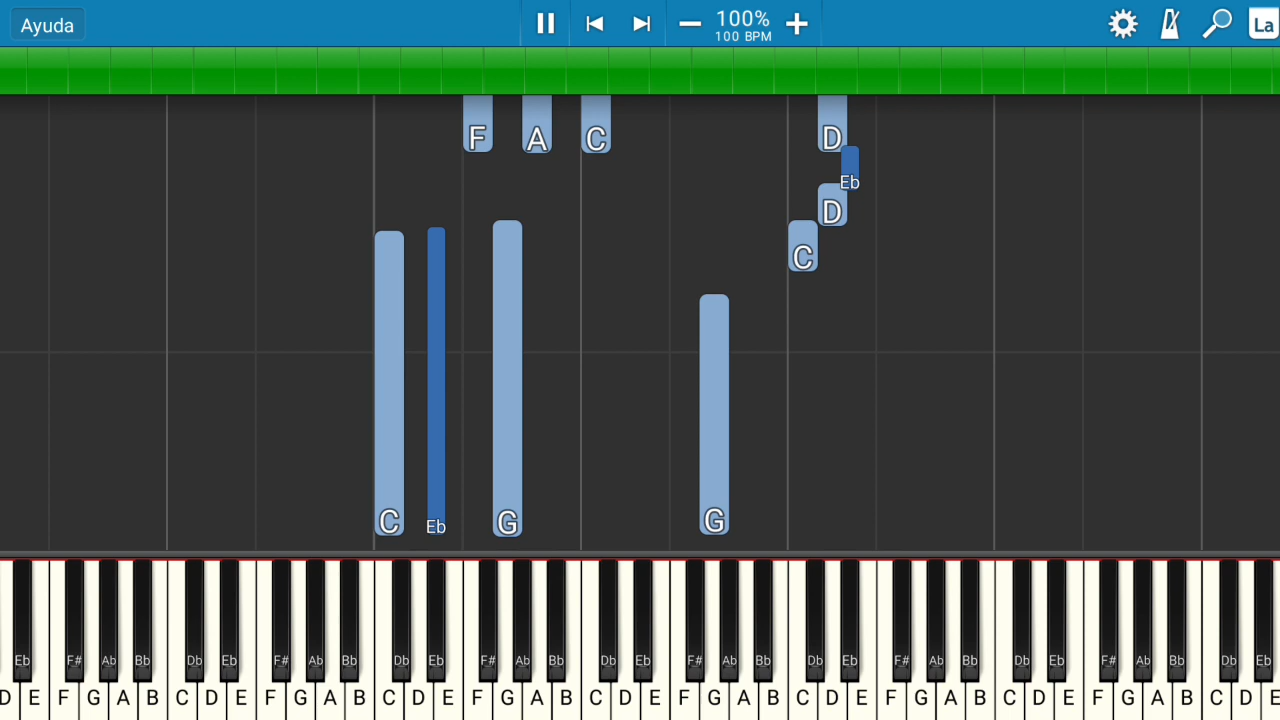 Ayuda
100%
100 BPM
La
F A C D
Eb
D
C
C Eb G G
Eb F# Ab Bb Db Eb F# Ab Bb Db Eb F# Ab Bb Db Eb F# Ab Bb Db Eb F# Ab Bb Db Eb F# Ab Bb Db Eb
D E F G A B C D E F G A B C D E F G A B C D E F G A B C D E F G A B C D E F G A B C D E